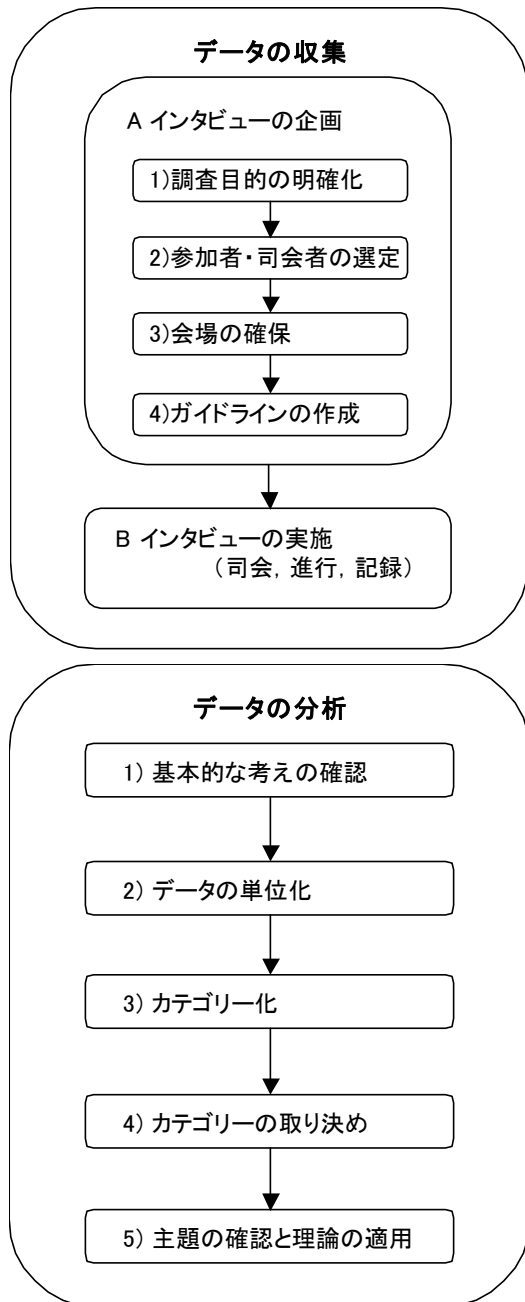 データの収集
A インタビューの企画
1)調査目的の明確化
2)参加者・司会者の選定
3)会場の確保
4)ガイドラインの作成
B インタビューの実施
（司会，進行，記録）
データの分析
1) 基本的な考えの確認
2) データの単位化
3) カテゴリー化
4) カテゴリーの取り決め
5) 主題の確認と理論の適用